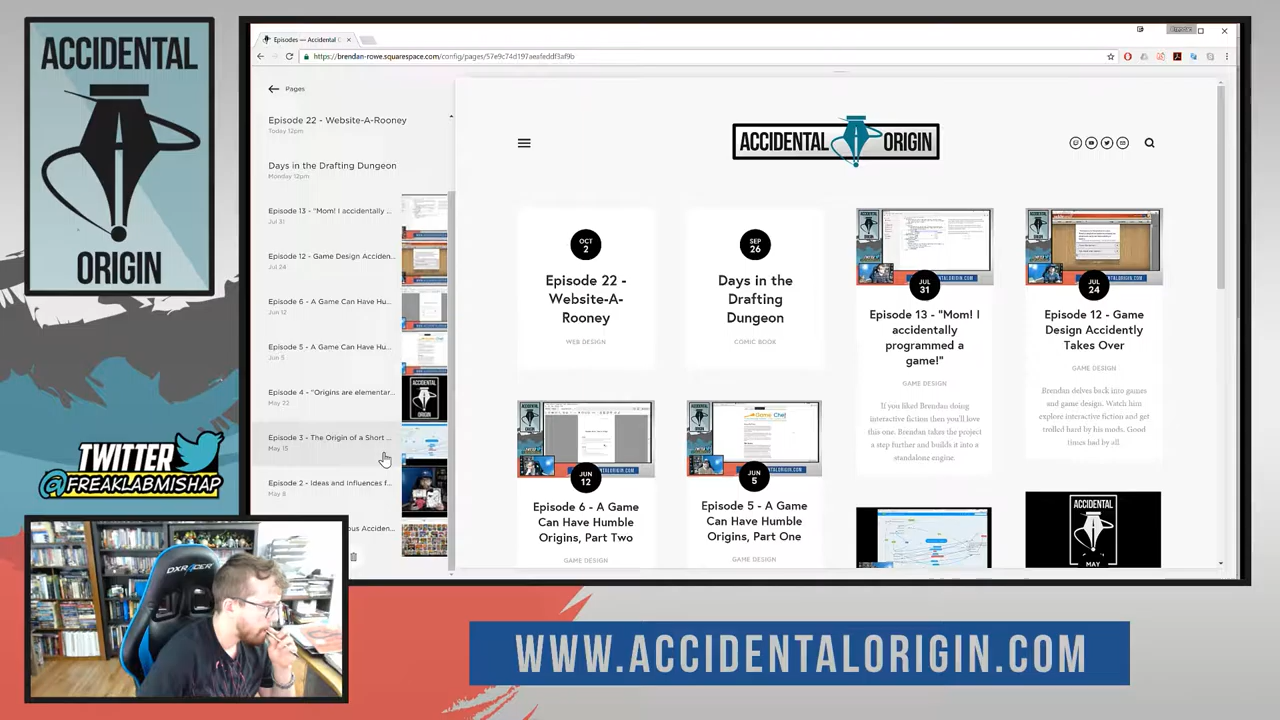 ACCIDENTAL
ORIGIN
TWITTER
@FREAKLABMISHAP
DXRACER
Episodes — Accidental
https://brendan-rowe.squarespace.com/config/pages/57e9c74d197aeafeddf3af9b
Pages
Episode 22 - Website-A-Rooney
Today 12pm
Days in the Drafting Dungeon
Monday 12pm
Episode 13 - "Mom! I accidentally ...
Jul 31
Episode 12 - Game Design Acciden...
Jul 24
Episode 6 - A Game Can Have Hu...
Jun 12
Episode 5 - A Game Can Have Hu...
Jun 5
Episode 4 - "Origins are elementar...
May 22
Episode 3 - The Origin of a Short ...
May 15
Episode 2 - Ideas and Influences f...
May 8
ous Acciden...
ACCIDENTAL ORIGIN
OCT
2
Episode 22 -
Website-A-
Rooney
WEB DESIGN
SEP
26
Days in the
Drafting
Dungeon
COMIC BOOK
JUL
31
Episode 13 - "Mom! I
accidentally
programmed a
game!"
GAME DESIGN
If you liked Brendan doing
interactive fiction then you'll love
this one. Brendan takes the project
a step further and builds it into a
standalone engine.
JUL
24
Episode 12 - Game
Design Accidently
Takes Over
GAME DESIGN
Brendan delves back into games
and game design. Watch him
explore interactive fiction and get
trolled hard by his mods. Good
times had by all.
JUN
12
Episode 6 - A Game
Can Have Humble
Origins, Part Two
GAME DESIGN
Game Chef
JUN
5
Episode 5 - A Game
Can Have Humble
Origins, Part One
GAME DESIGN
ACCIDENTAL
ORIGIN
MAY
WWW.ACCIDENTALORIGIN.COM